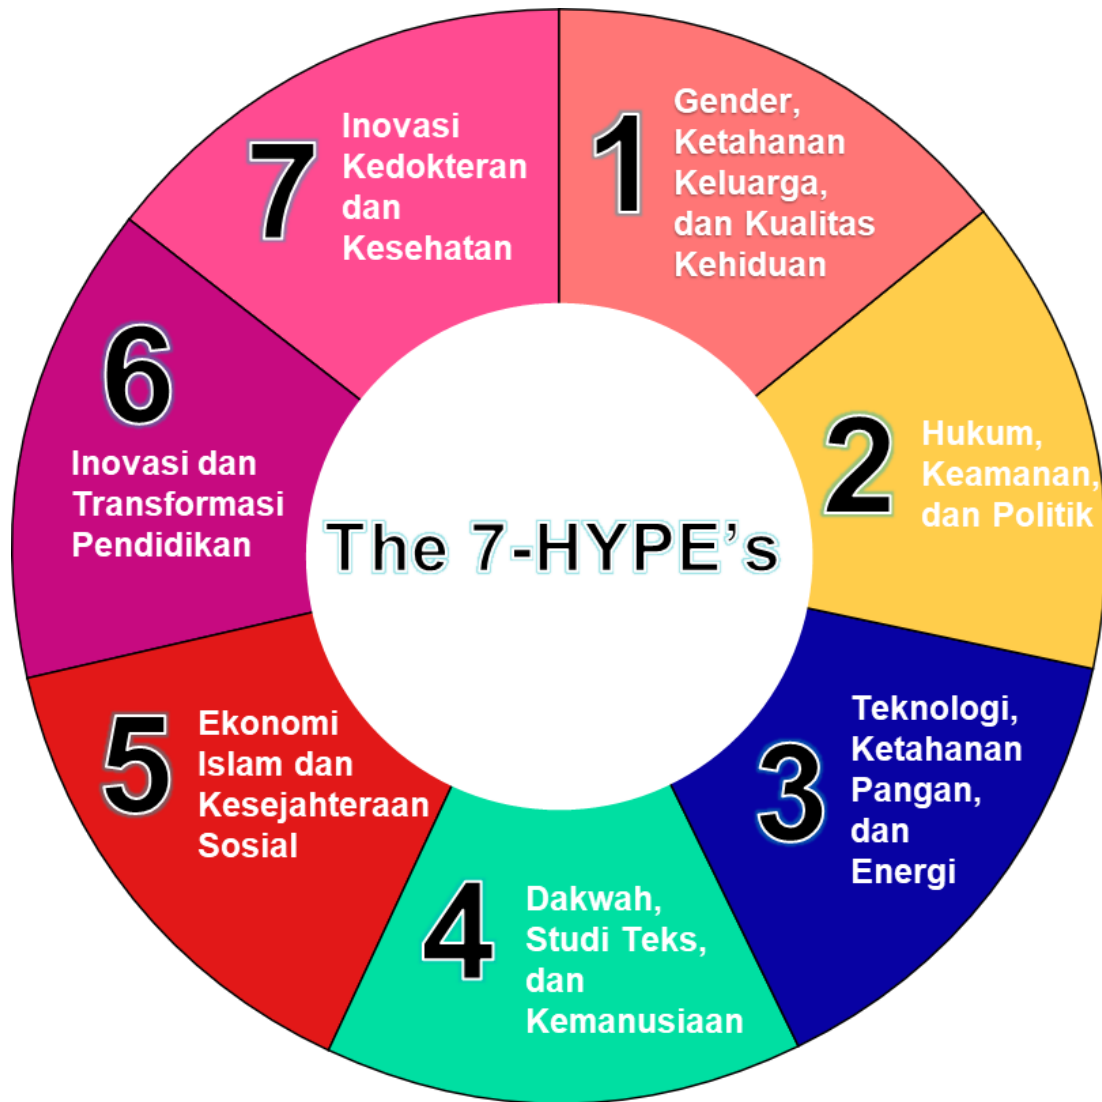 The 7-HYPE’s
1
Gender,
Ketahanan
Keluarga,
dan Kualitas
Kehiduan
2
Hukum,
Keamanan,
dan Politik
3
Teknologi,
Ketahanan
Pangan,
dan
Energi
4
Dakwah,
Studi Teks,
dan
Kemanusiaan
5
Ekonomi
Islam dan
Kesejahteraan
Sosial
6
Inovasi dan
Transformasi
Pendidikan
7
Inovasi
Kedokteran
dan
Kesehatan